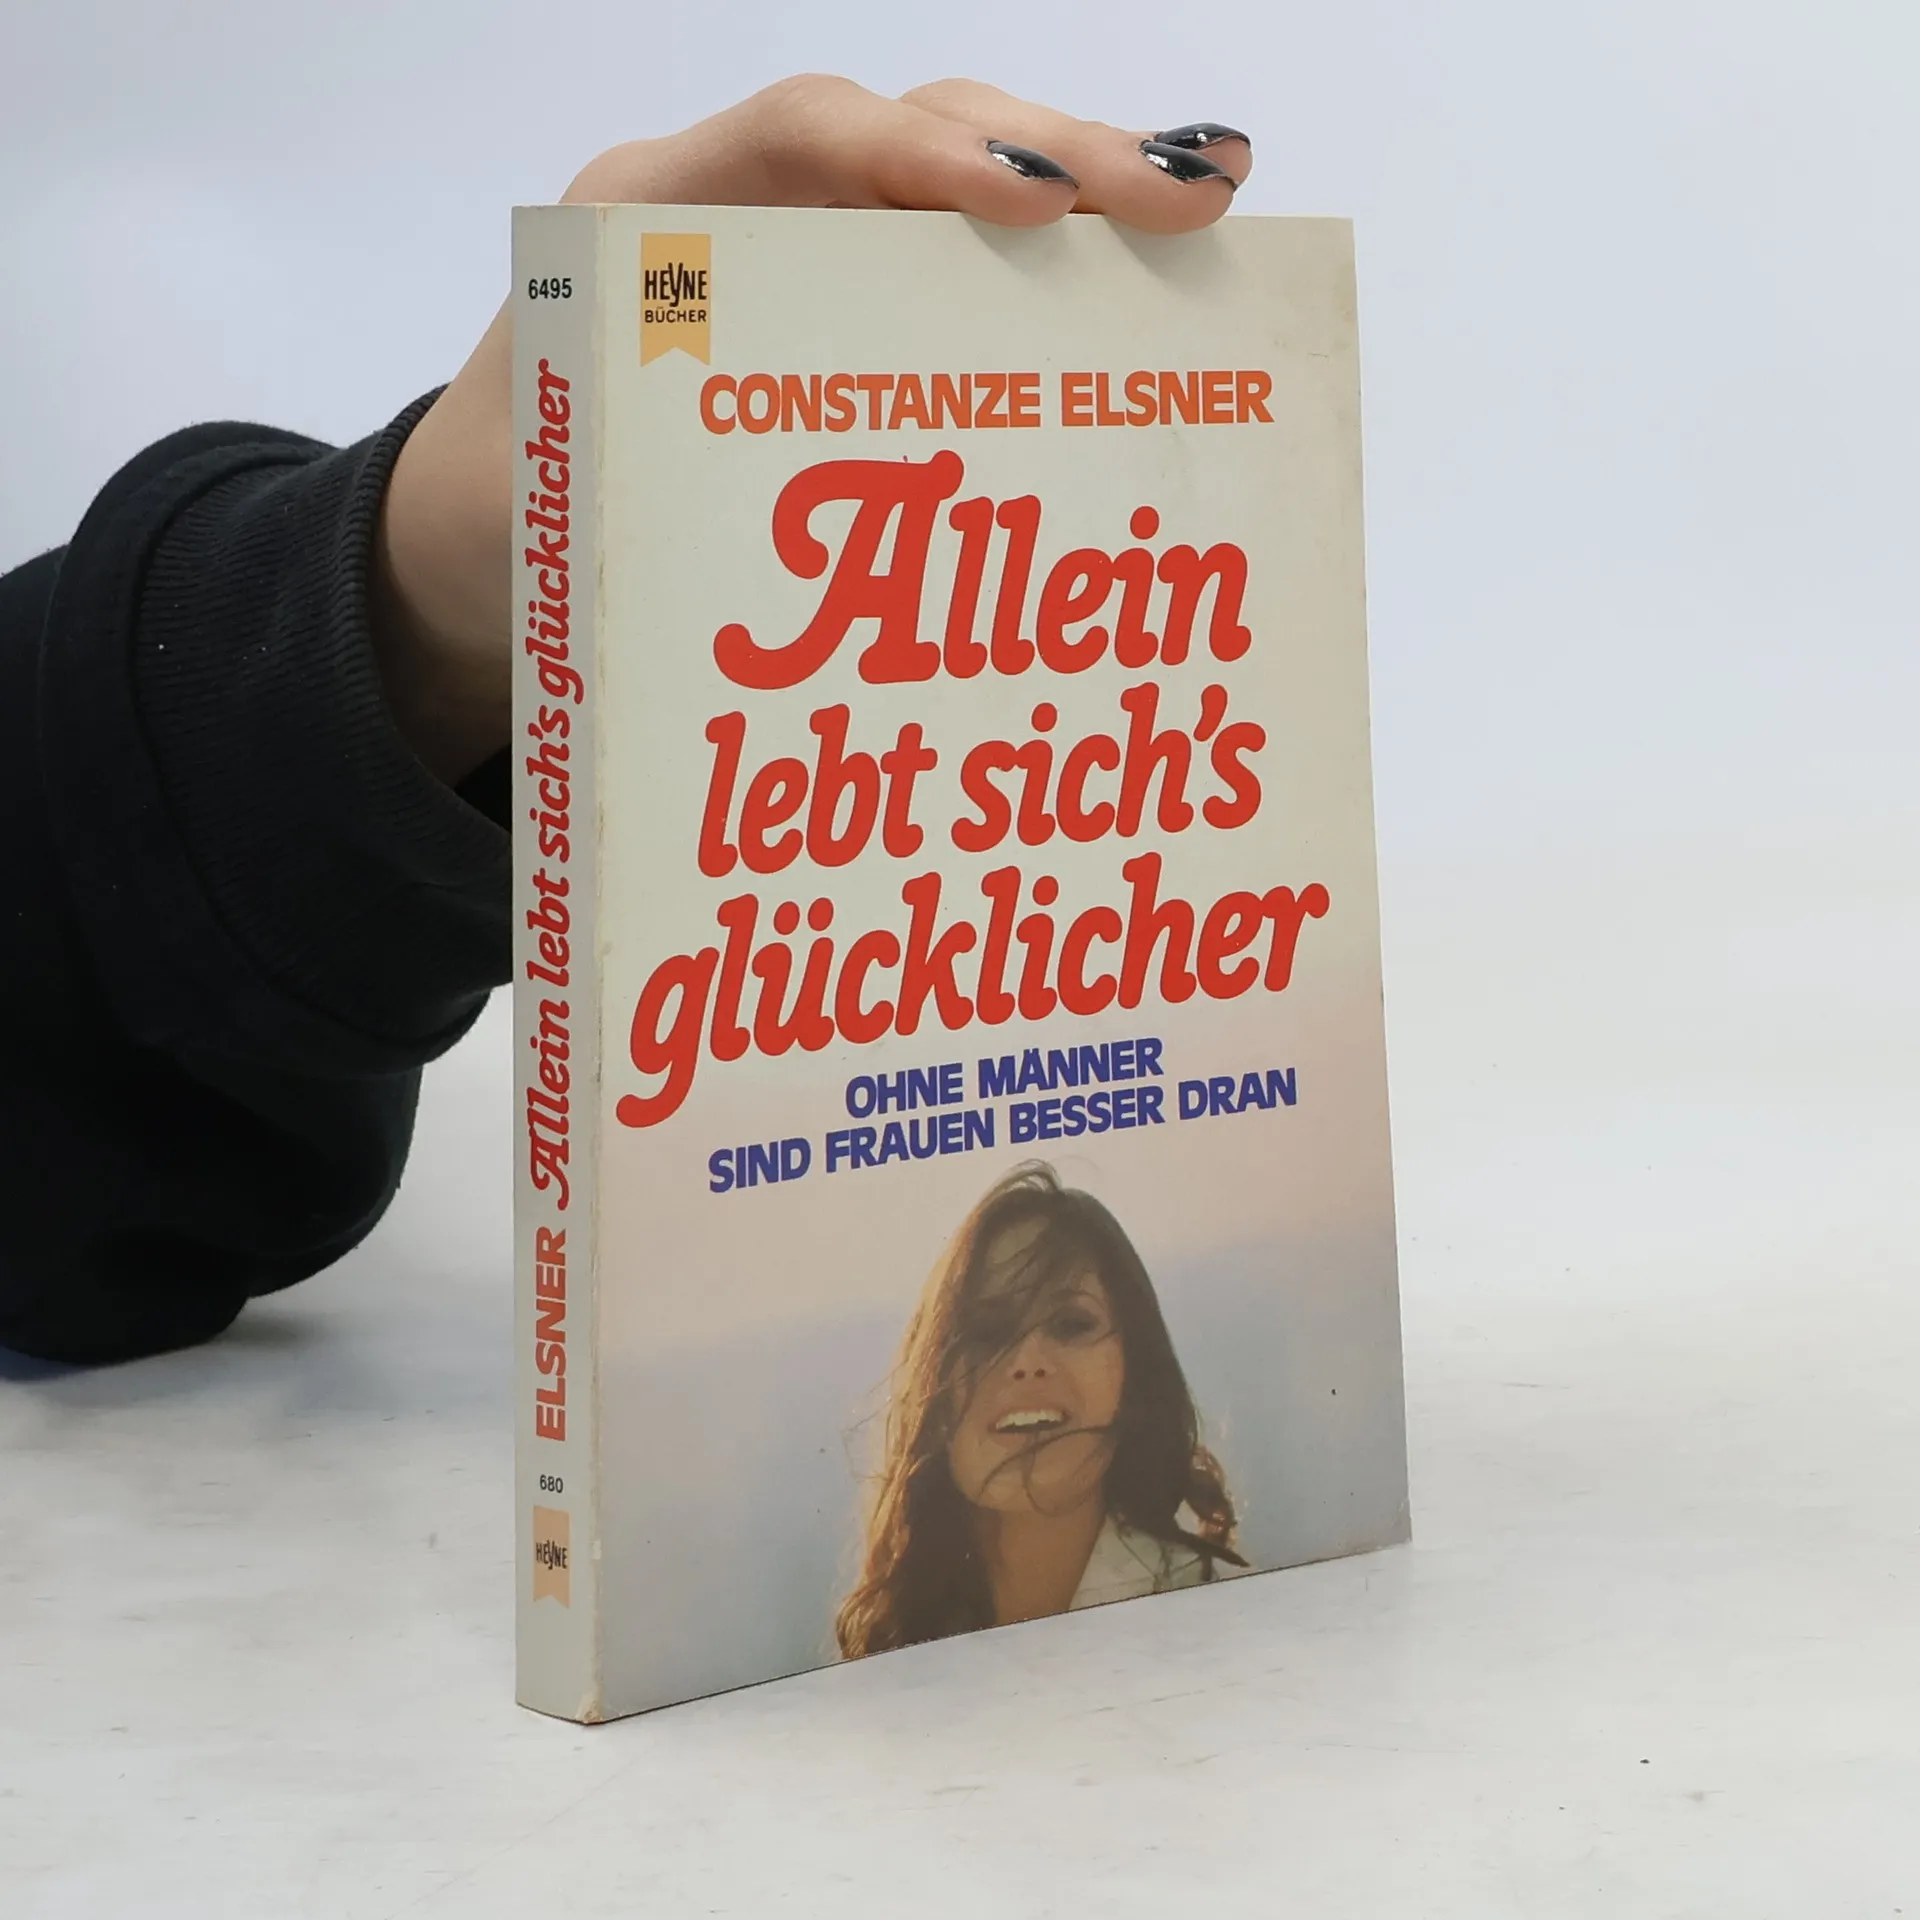 6495
Allein lebt sich's glücklicher
ELSNER
680
HEYNE
HEYNE
BÜCHER
CONSTANZE ELSNER
Allein
lebt sich's
glücklicher
OHNE MÄNNER
SIND FRAUEN BESSER DRAN